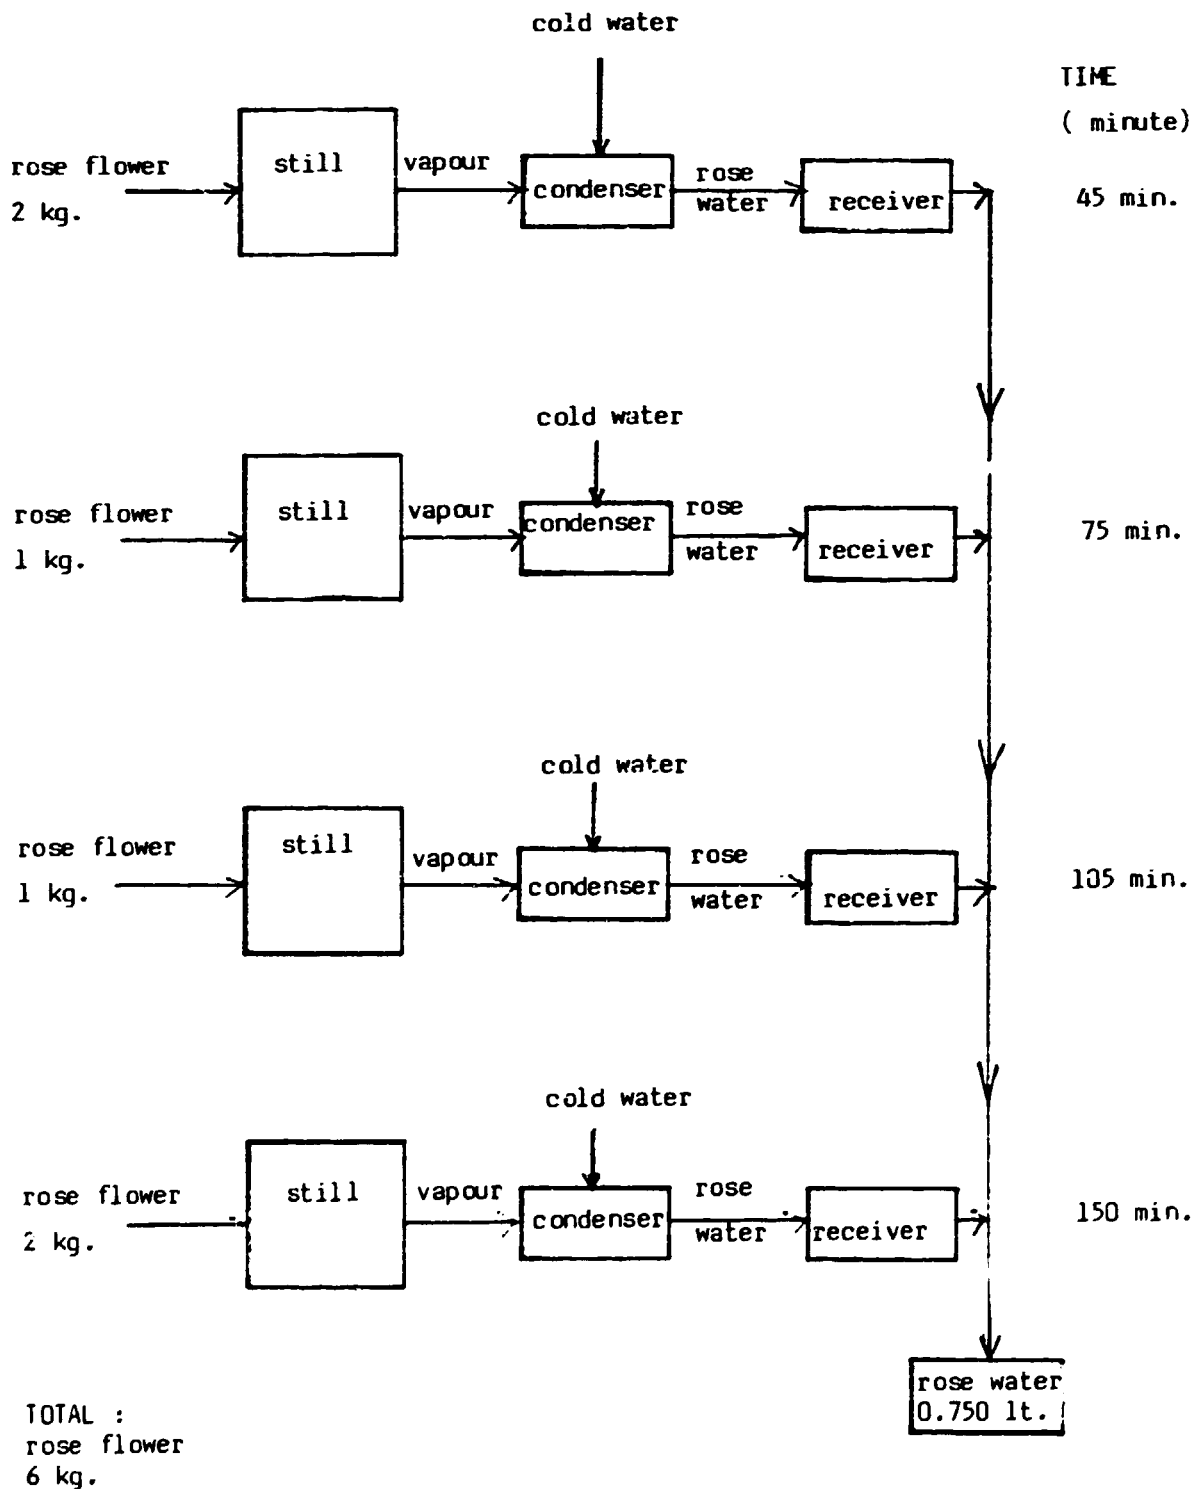 cold water
TIME
( minute)
rose flower
2 kg.
still
vapour
condenser
rose
water
receiver
45 min.
cold water
rose flower
1 kg.
still
vapour
condenser
rose
water
receiver
75 min.
cold water
rose flower
1 kg.
still
vapour
condenser
rose
water
receiver
105 min.
cold water
rose flower
2 kg.
still
vapour
condenser
rose
water
receiver
150 min.
rose water
0.750 lt.
TOTAL :
rose flower
6 kg.